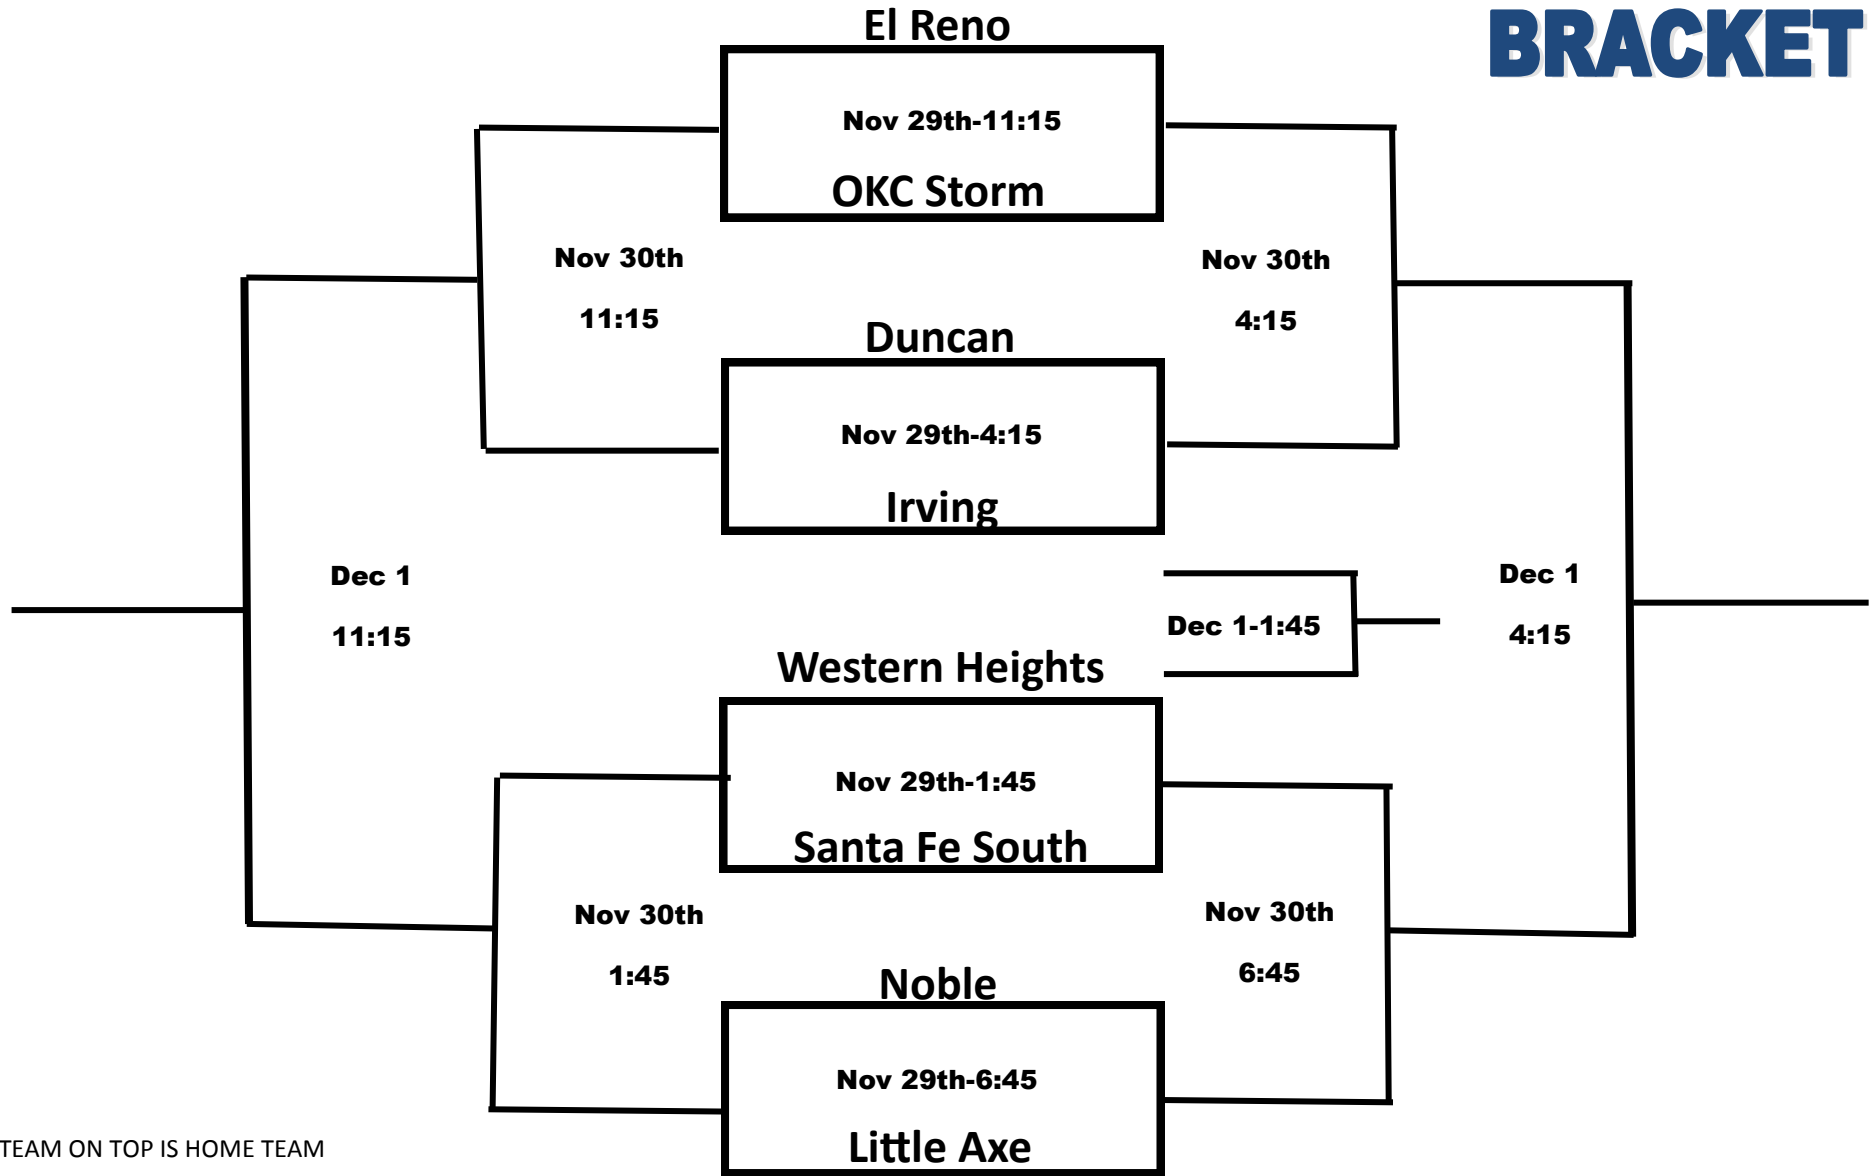 El Reno
BRACKET
Nov 29th-11:15
OKC Storm
Nov 30th
11:15
Nov 30th
4:15
Duncan
Nov 29th-4:15
Irving
Dec 1
11:15
Dec 1-1:45
Dec 1
4:15
Western Heights
Nov 29th-1:45
Santa Fe South
Nov 30th
1:45
Nov 30th
6:45
Noble
Nov 29th-6:45
Little Axe
TEAM ON TOP IS HOME TEAM